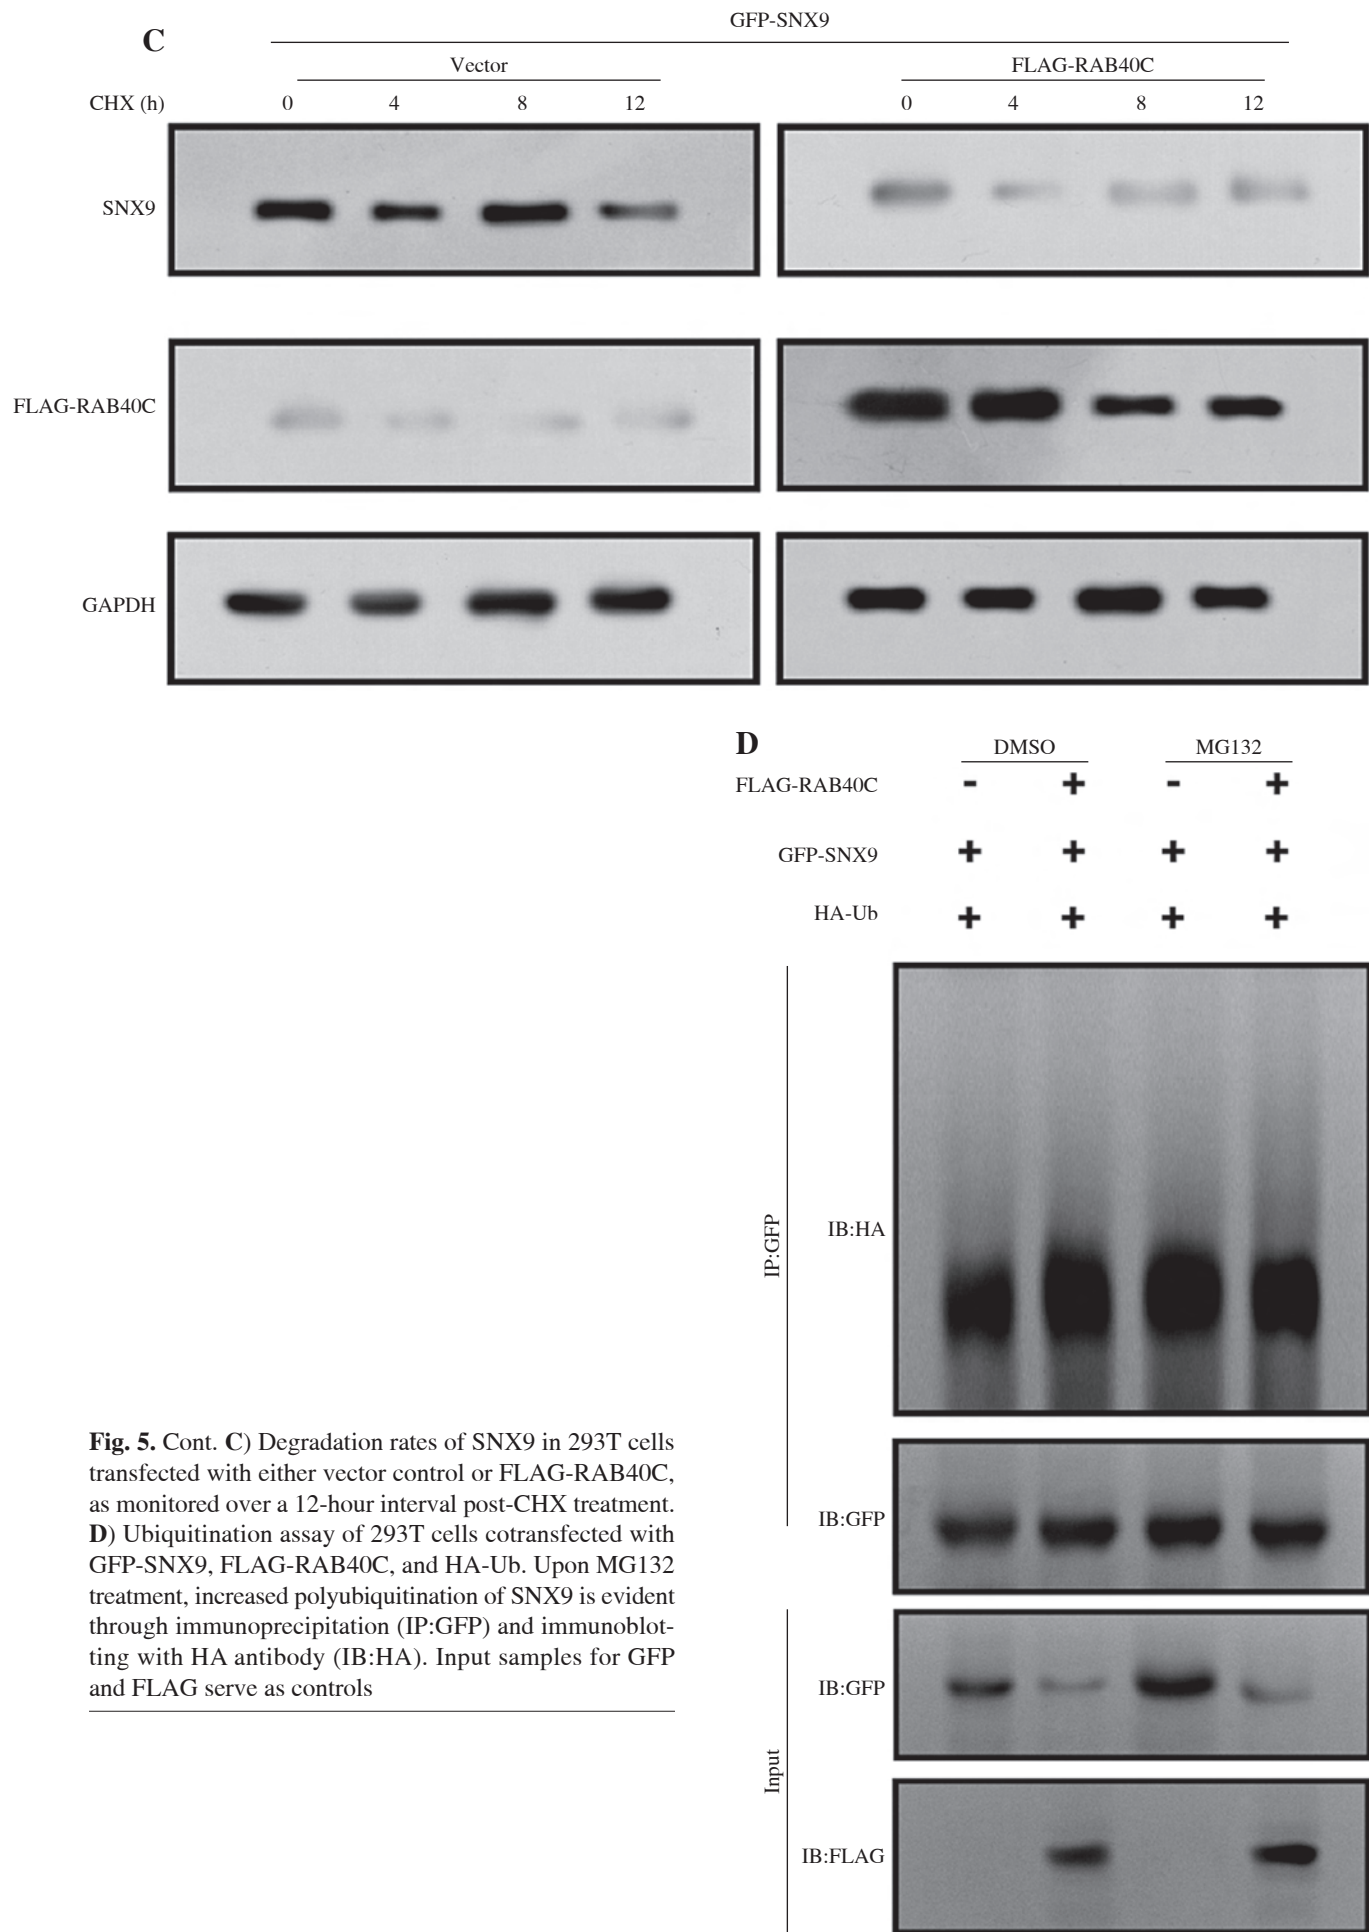 C
GFP-SNX9
Vector FLAG-RAB40C
CHX (h) 0 4 8 12 0 4 8 12
SNX9
FLAG-RAB40C
GAPDH
D
DMSO MG132
FLAG-RAB40C - + - +
GFP-SNX9 + + + +
HA-Ub + + + +
IP:GFP
IB:HA
IB:GFP
Input
IB:GFP
IB:FLAG
Fig. 5. Cont. C) Degradation rates of SNX9 in 293T cells
transfected with either vector control or FLAG-RAB40C,
as monitored over a 12-hour interval post-CHX treatment.
D) Ubiquitination assay of 293T cells cotransfected with
GFP-SNX9, FLAG-RAB40C, and HA-Ub. Upon MG132
treatment, increased polyubiquitination of SNX9 is evident
through immunoprecipitation (IP:GFP) and immunoblot-
ting with HA antibody (IB:HA). Input samples for GFP
and FLAG serve as controls